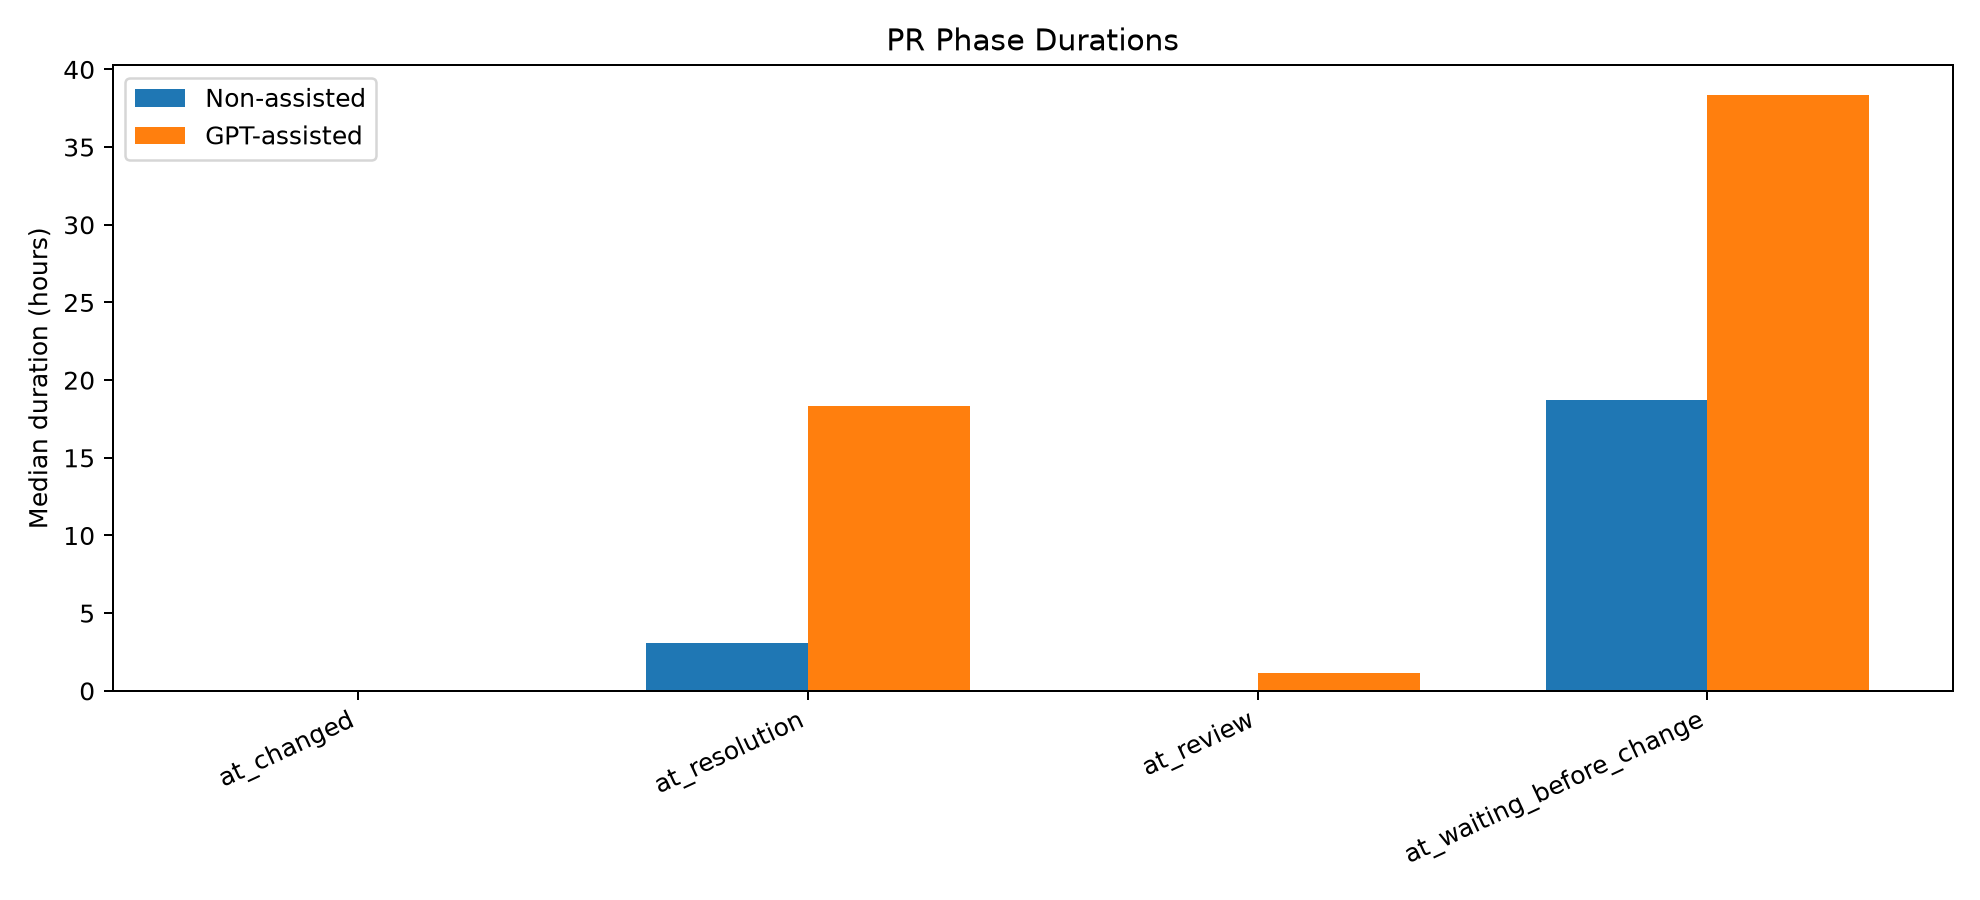 PR Phase Durations
Non-assisted
GPT-assisted
Median duration (hours)
40
35
30
25
20
15
10
5
0
at_changed
at_resolution
at_review
at_waiting_before_change